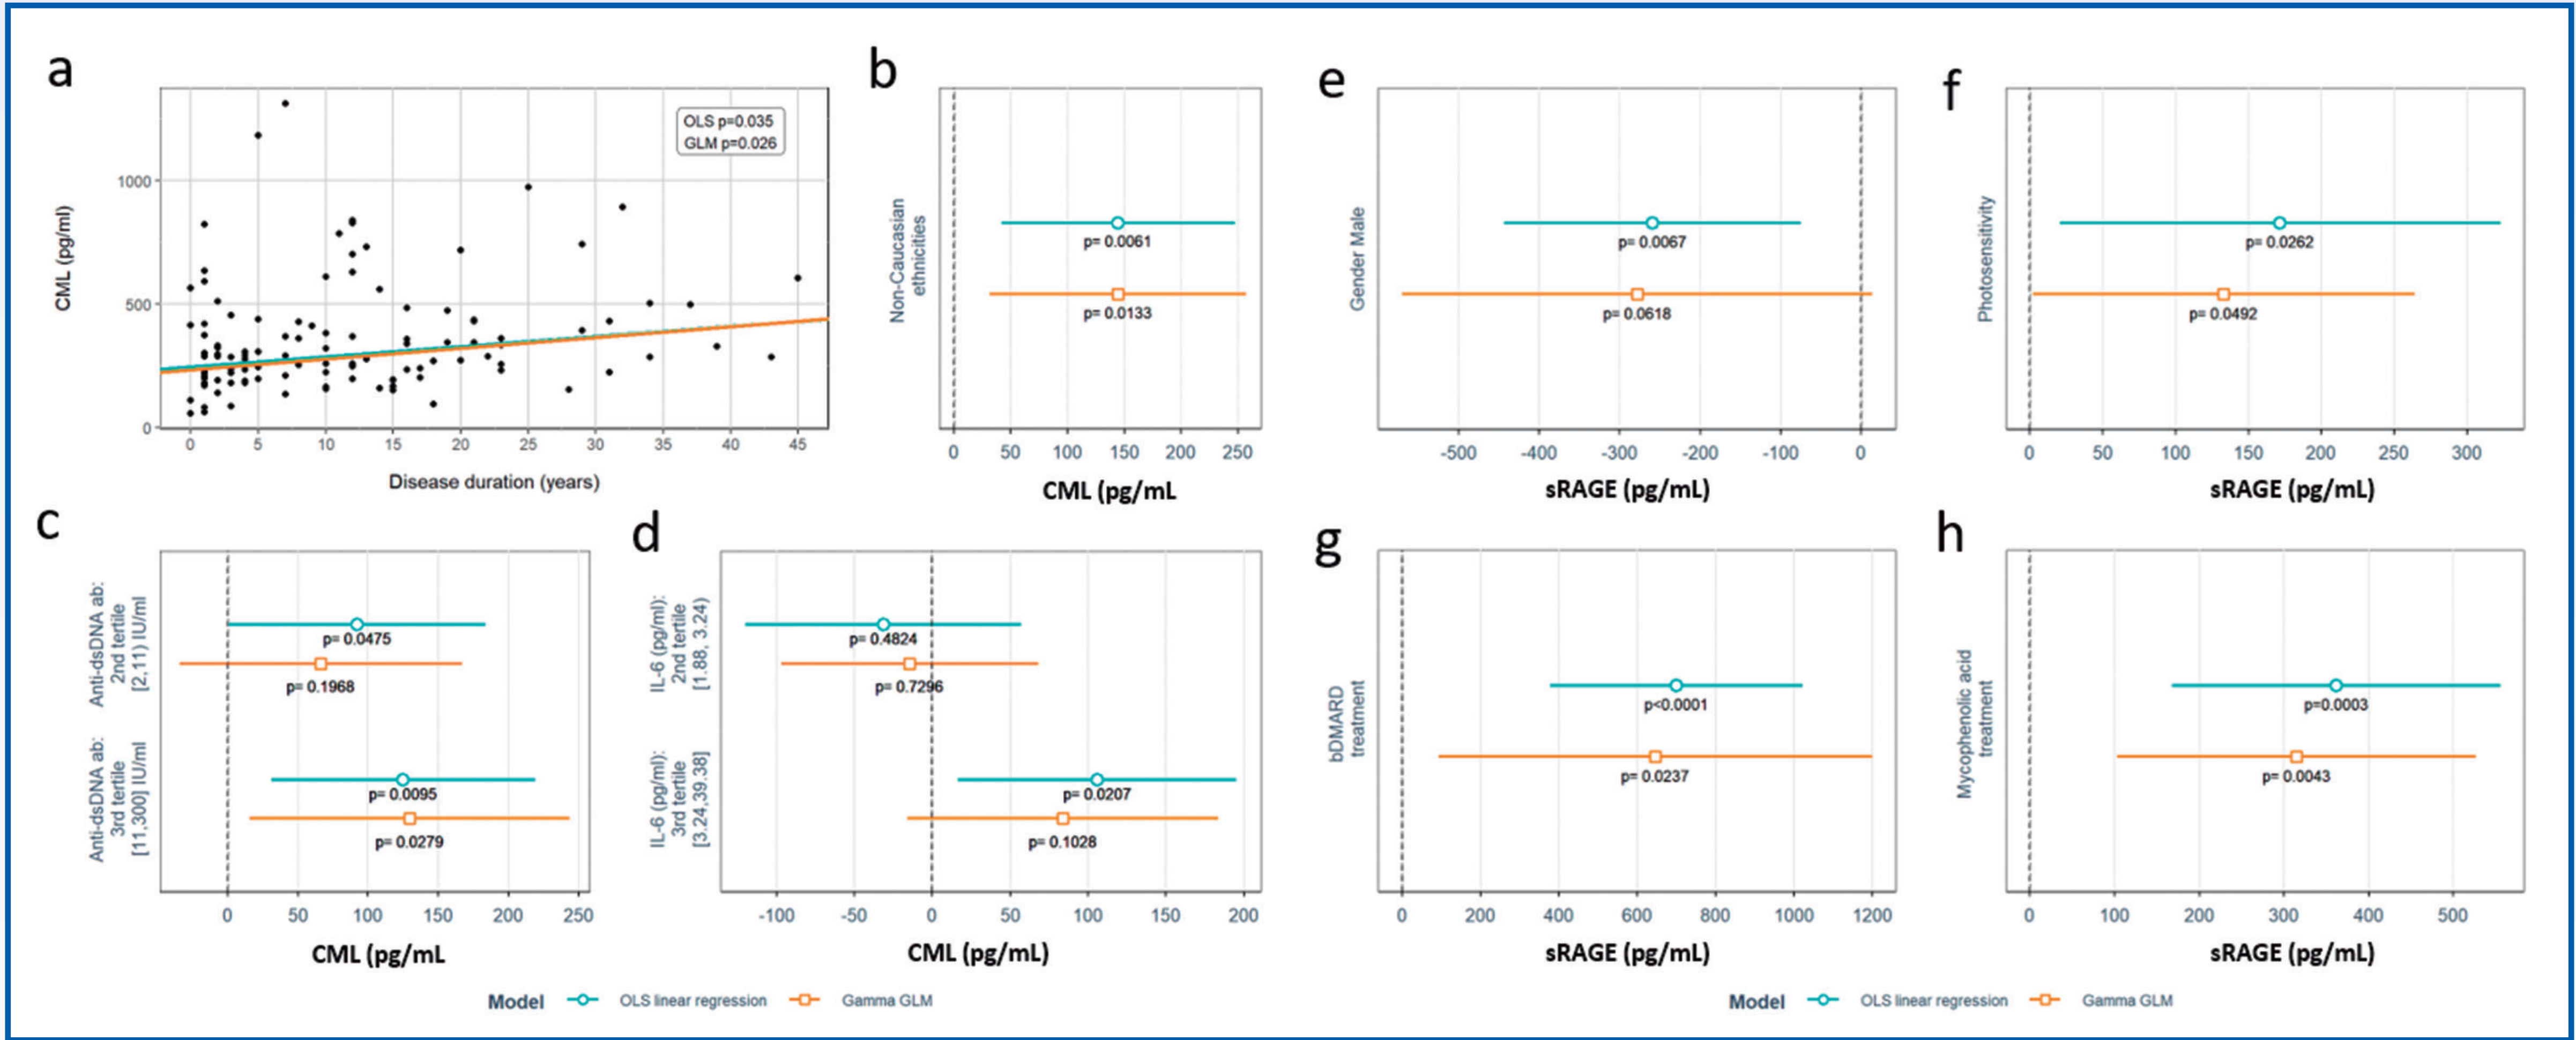 a
OLS p=0.035
GLM p=0.026
CML (pg/ml)
1000
500
0
0 5 10 15 20 25 30 35 40 45
Disease duration (years)
b
Non-Caucasian
ethnicities
p= 0.0061
p= 0.0133
0 50 100 150 200 250
CML (pg/mL
e
Gender Male
p= 0.0067
p= 0.0618
-500 -400 -300 -200 -100 0
sRAGE (pg/mL)
f
Photosensitivity
p= 0.0262
p= 0.0492
0 50 100 150 200 250 300
sRAGE (pg/mL)
c
Anti-dsDNA ab:
2nd tertile
[2,11) IU/ml
p= 0.0475
p= 0.1968
Anti-dsDNA ab:
3rd tertile
[11,300] IU/ml
p= 0.0095
p= 0.0279
0 50 100 150 200 250
CML (pg/mL
d
IL-6 (pg/ml):
2nd tertile
[1.88, 3.24)
p= 0.4824
p= 0.7296
IL-6 (pg/ml):
3rd tertile
[3.24,39.38]
p= 0.0207
p= 0.1028
-100 -50 0 50 100 150 200
CML (pg/mL)
g
bDMARD
treatment
p<0.0001
p= 0.0237
0 200 400 600 800 1000 1200
sRAGE (pg/mL)
h
Mycophenolic acid
treatment
p=0.0003
p= 0.0043
0 100 200 300 400 500
sRAGE (pg/mL)
Model OLS linear regression Gamma GLM
Model OLS linear regression Gamma GLM